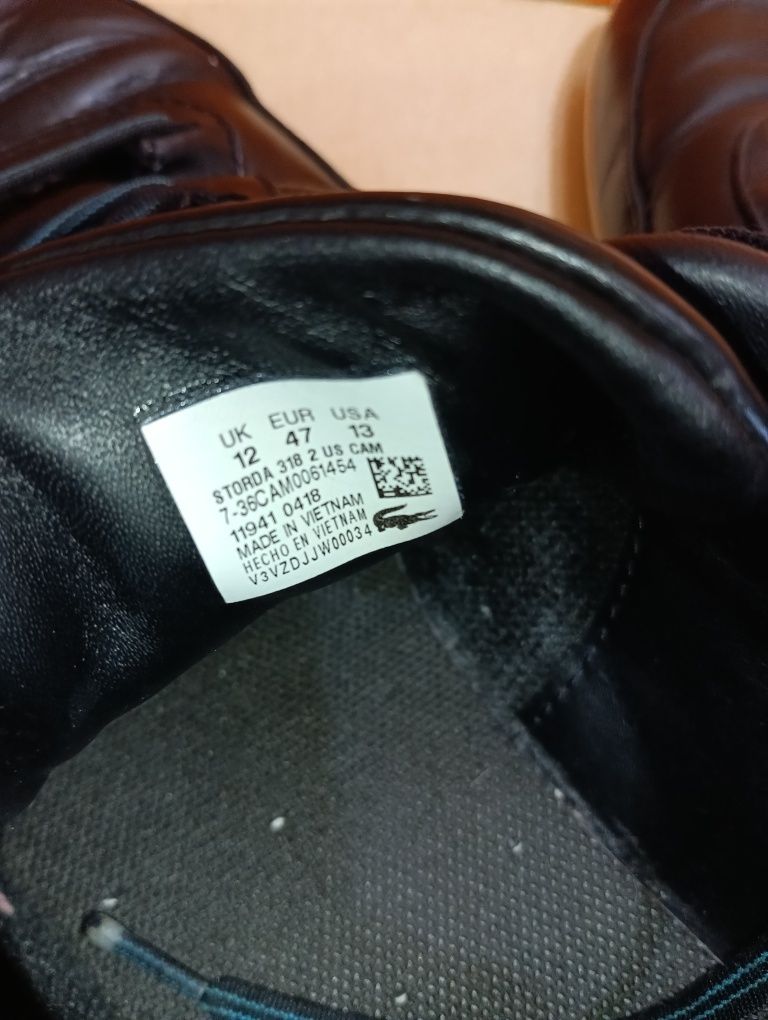 UK EUR USA
12 47 13
STORDA 318 2 US CAM
7-36CAM0061454
11941 0418
MADE IN VIETNAM
HECHO EN VIETNAM
V3VZDJJW00034